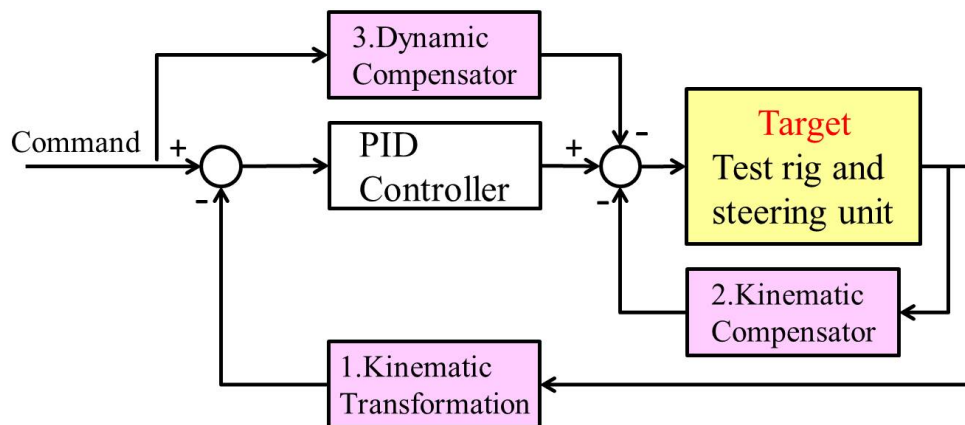 3.Dynamic
Compensator
Command
+
-
PID
Controller
+
-
-
Target
Test rig and
steering unit
2.Kinematic
Compensator
1.Kinematic
Transformation